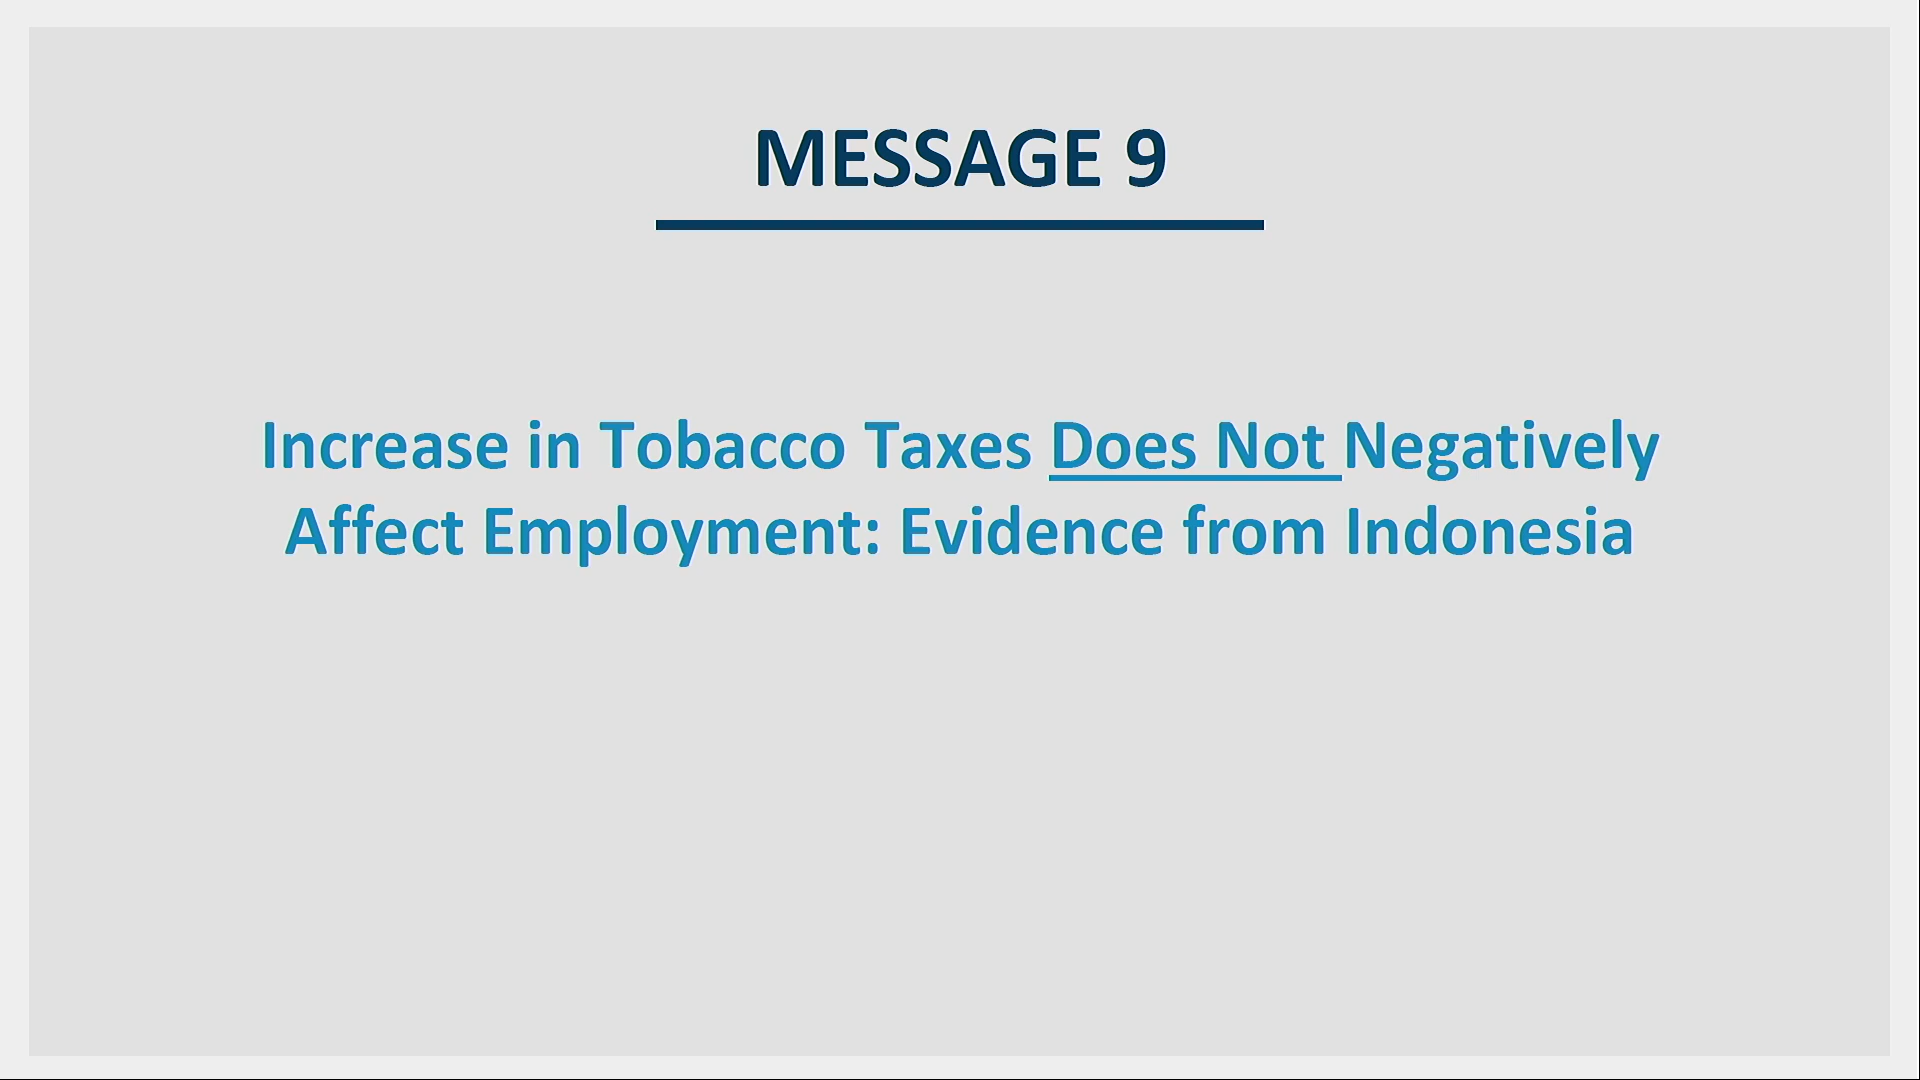 MESSAGE 9
Increase in Tobacco Taxes Does Not Negatively
Affect Employment: Evidence from Indonesia